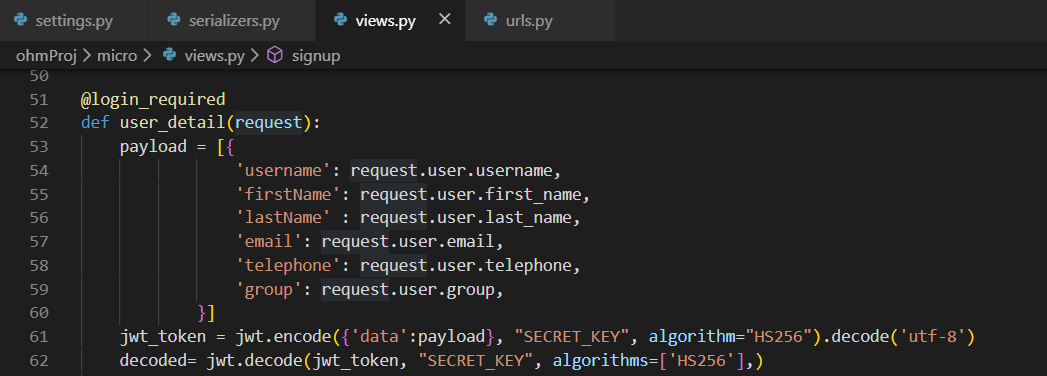 settings.py serializers.py views.py × urls.py
ohmProj > micro > views.py > signup
50
51 @login_required
52 def user_detail(request):
53 payload = [{
54 'username': request.user.username,
55 'firstName': request.user.first_name,
56 'lastName' : request.user.last_name,
57 'email': request.user.email,
58 'telephone': request.user.telephone,
59 'group': request.user.group,
60 }]
61 jwt_token = jwt.encode({'data':payload}, "SECRET_KEY", algorithm="HS256").decode('utf-8')
62 decoded= jwt.decode(jwt_token, "SECRET_KEY", algorithms=['HS256'],)